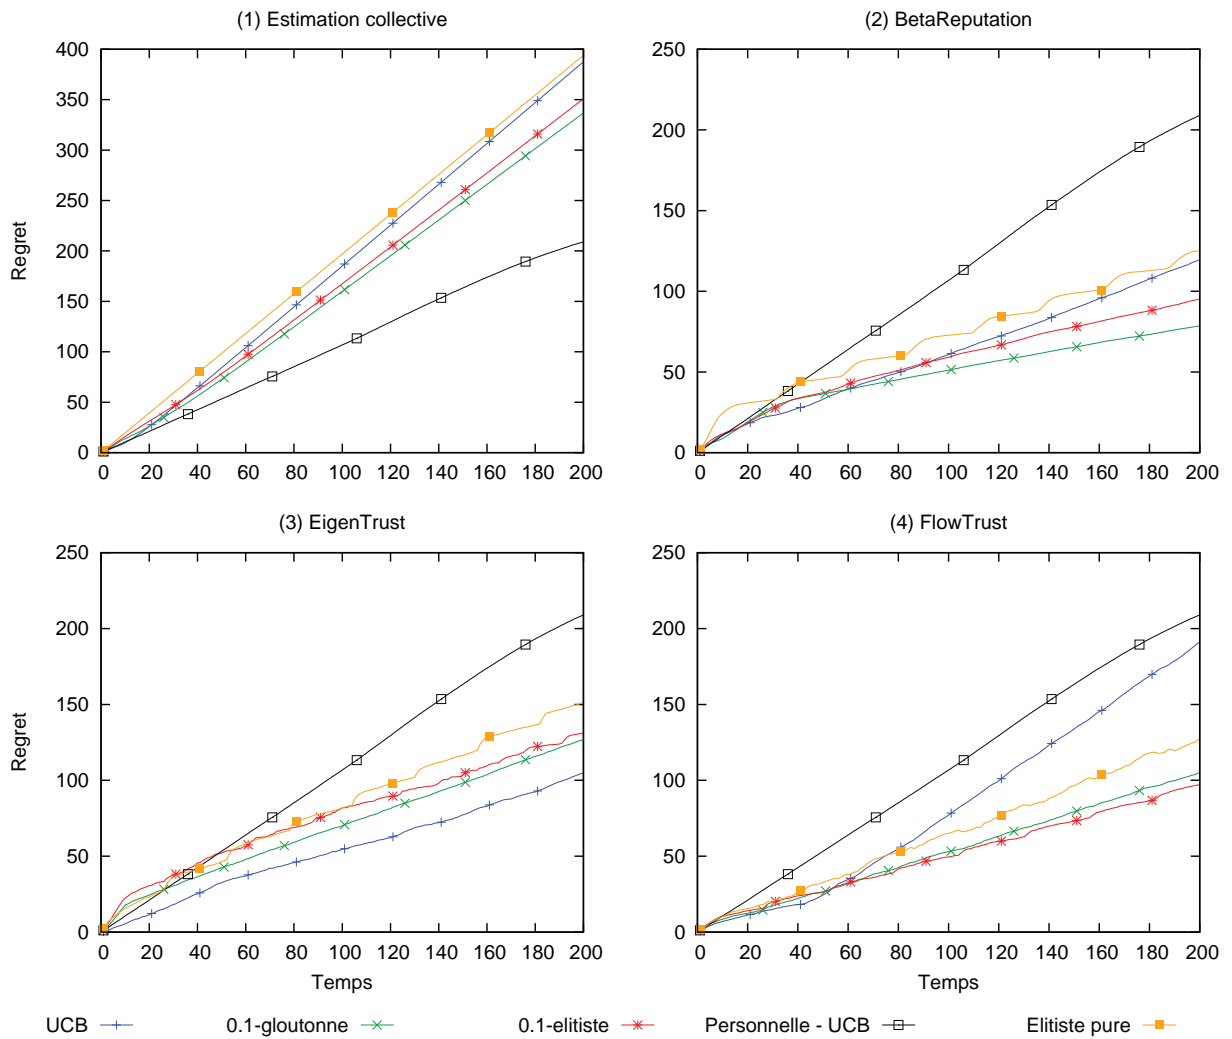 (1) Estimation collective
(2) BetaReputation
400
350
300
250
200
150
100
50
0
Regret
0 20 40 60 80 100 120 140 160 180 200
250
200
150
100
50
0
0 20 40 60 80 100 120 140 160 180 200
(3) EigenTrust
(4) FlowTrust
250
200
150
100
50
0
Regret
0 20 40 60 80 100 120 140 160 180 200
Temps
250
200
150
100
50
0
0 20 40 60 80 100 120 140 160 180 200
Temps
UCB
0.1-gloutonne
0.1-elitiste
Personnelle - UCB
Elitiste pure